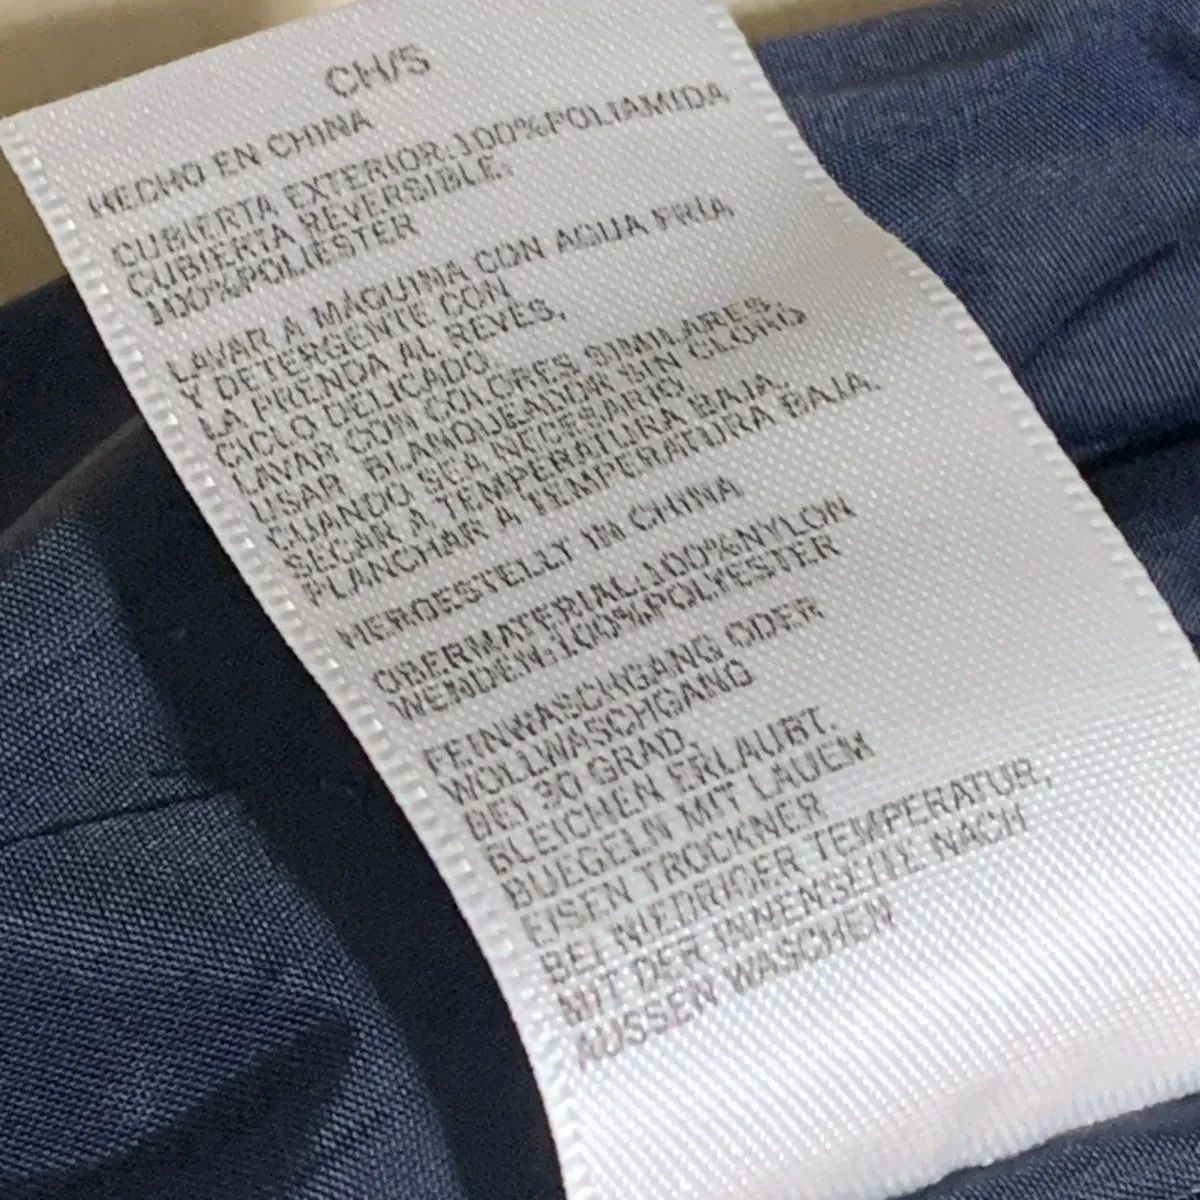 CH/S
HECHO EN CHINA
CUBIERTA EXTERIOR:100%POLIAMIDA
CUBIERTA REVERSIBLE:
100%POLIESTER
LAVAR A MÁQUINA CON AGUA FRÍA
Y DETERGENTE CON
LA PRENDA AL REVES,
CICLO DELICADO.
LAVAR CON COLORES SIMILARES.
USAR BLANQUEADOR SIN CLORO
CUANDO SEA NECESARIO.
SECAR A TEMPERATURA BAJA.
PLANCHAR A TEMPERATURA BAJA.
HERGESTELLT IN CHINA
OBERMATERIAL:100%NYLON
WENDEN:100%POLYESTER
FEINWASCHGANG ODER
WOLLWASCHGANG
BEI 30 GRAD,
BLEICHEN ERLAUBT.
BUEGELN MIT LAUEM
EISEN TROCKNER
BEI NIEDRIGER TEMPERATUR,
MIT DER INNENSEITE NACH
AUSSEN WASCHEN